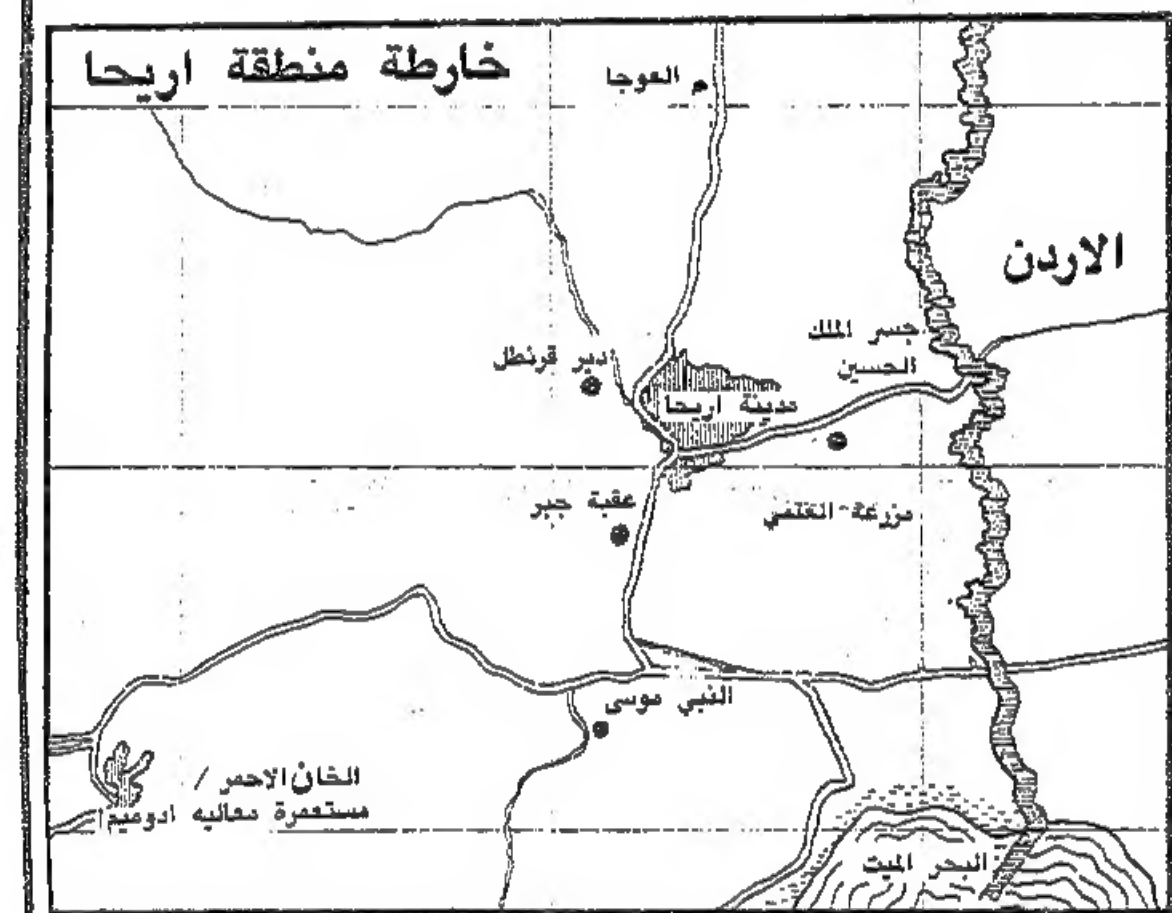 خارطة منطقة اريحا
العوجا
الاردن
جسر الملك
الحسين
دير قرنطل
مدينة اريحا
عقبة جبر
مزرعة
النبي موسى
الخان الاحمر /
مستعمرة معاليه ادوميم
البحر الميت